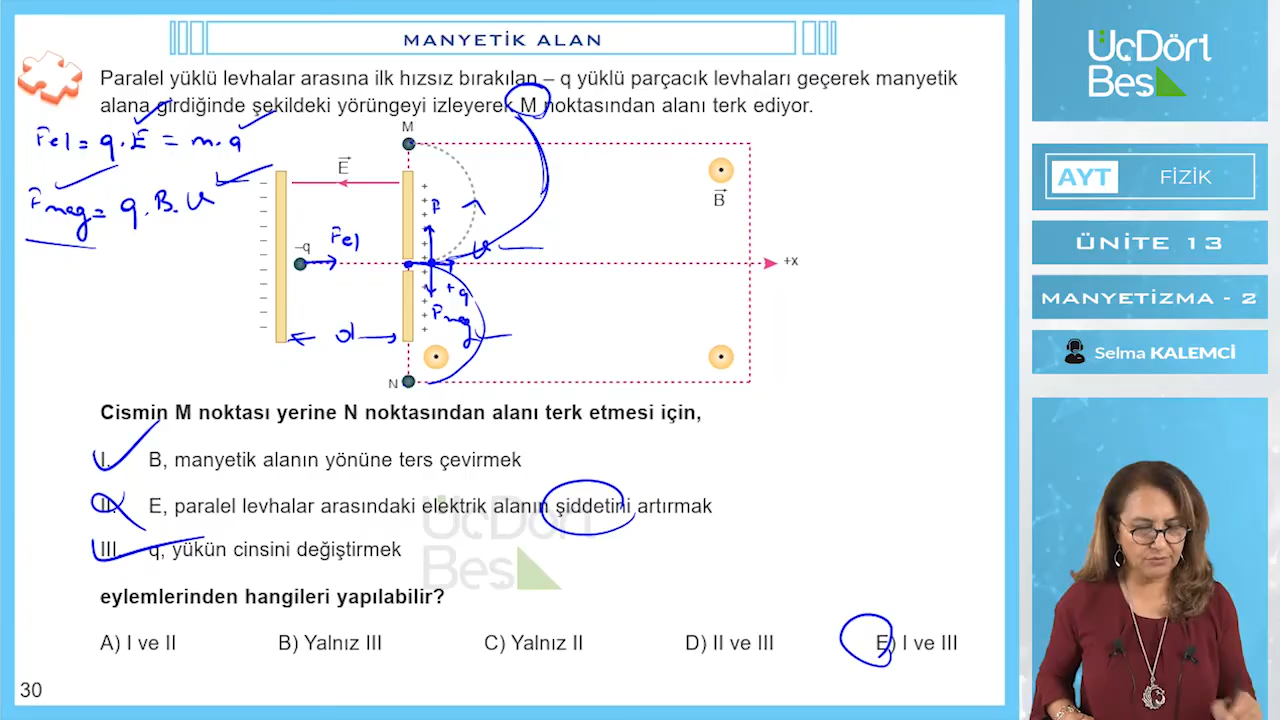 MANYETİK ALAN
Paralel yüklü levhalar arasına ilk hızsız bırakılan – q yüklü parçacık levhaları geçerek manyetik
alana girdiğinde şekildeki yörüngeyi izleyerek M noktasından alanı terk ediyor.
Fel = q.E = m.a
Fmag = q.B.V
M
E
B
–q
Fel
F
V
+x
+q
Fmag
d
N
Cismin M noktası yerine N noktasından alanı terk etmesi için,
I. B, manyetik alanın yönüne ters çevirmek
II. E, paralel levhalar arasındaki elektrik alanın şiddetini artırmak
III. q, yükün cinsini değiştirmek
eylemlerinden hangileri yapılabilir?
A) I ve II B) Yalnız III C) Yalnız II D) II ve III E) I ve III
30
ÜçDört
Beş
ÜçDört
Beş
AYT FİZİK
ÜNİTE 13
MANYETİZMA - 2
Selma KALEMCİ